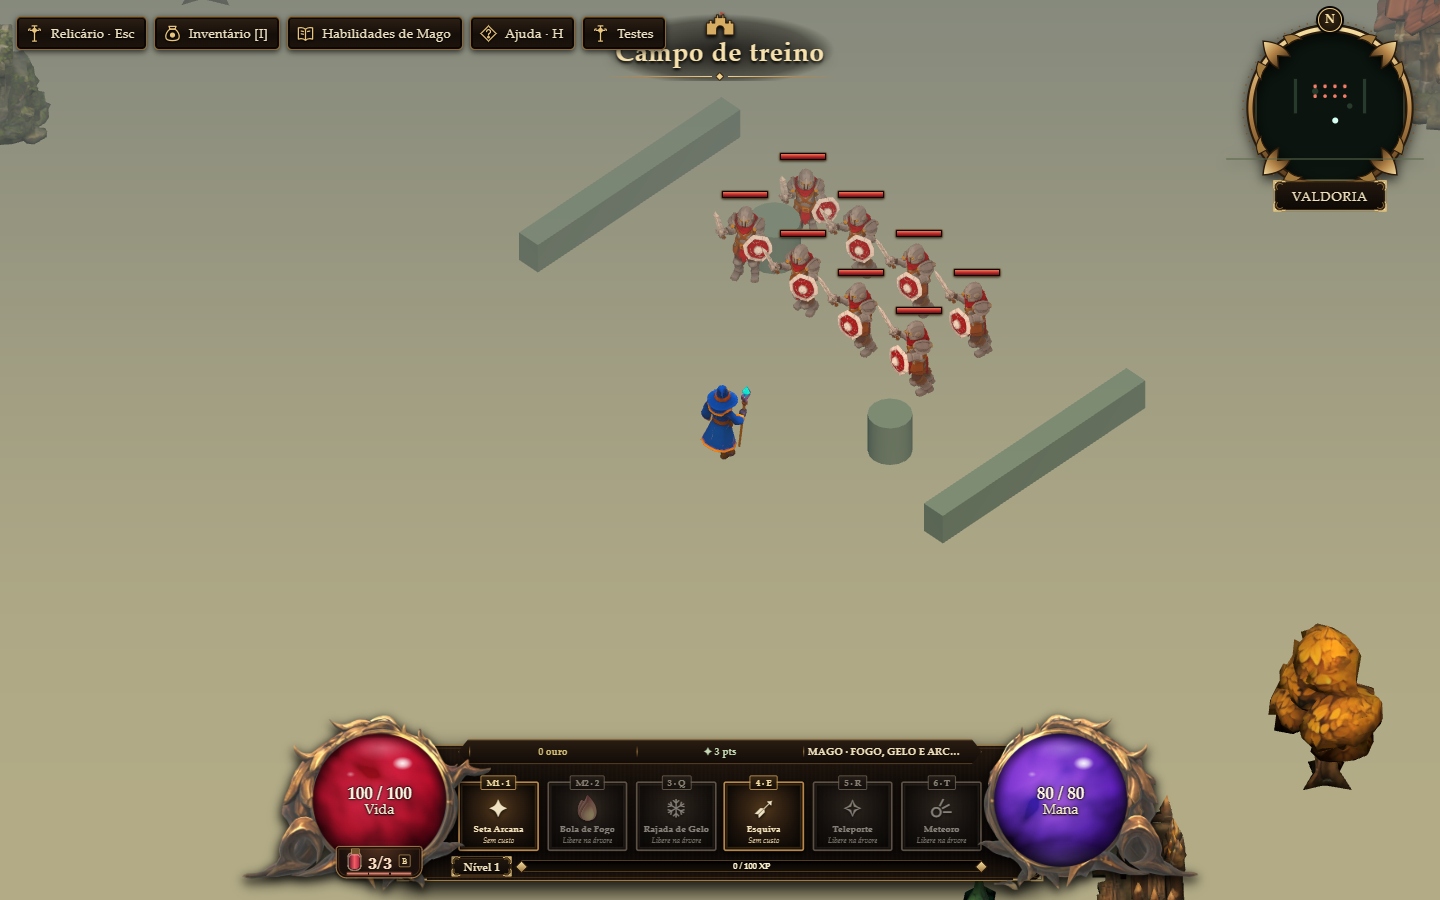 Relicário · Esc
Inventário [I]
Habilidades de Mago
Ajuda · H
Testes
Campo de treino
N
VALDORIA
0 ouro
3 pts
MAGO · FOGO, GELO E ARC...
M1 · 1
M2 · 2
3 · Q
4 · E
5 · R
6 · T
100 / 100
Vida
80 / 80
Mana
Seta Arcana
Sem custo
Bola de Fogo
Libere na árvore
Rajada de Gelo
Libere na árvore
Esquiva
Sem custo
Teleporte
Libere na árvore
Meteoro
Libere na árvore
3/3
B
Nível 1
0 / 100 XP